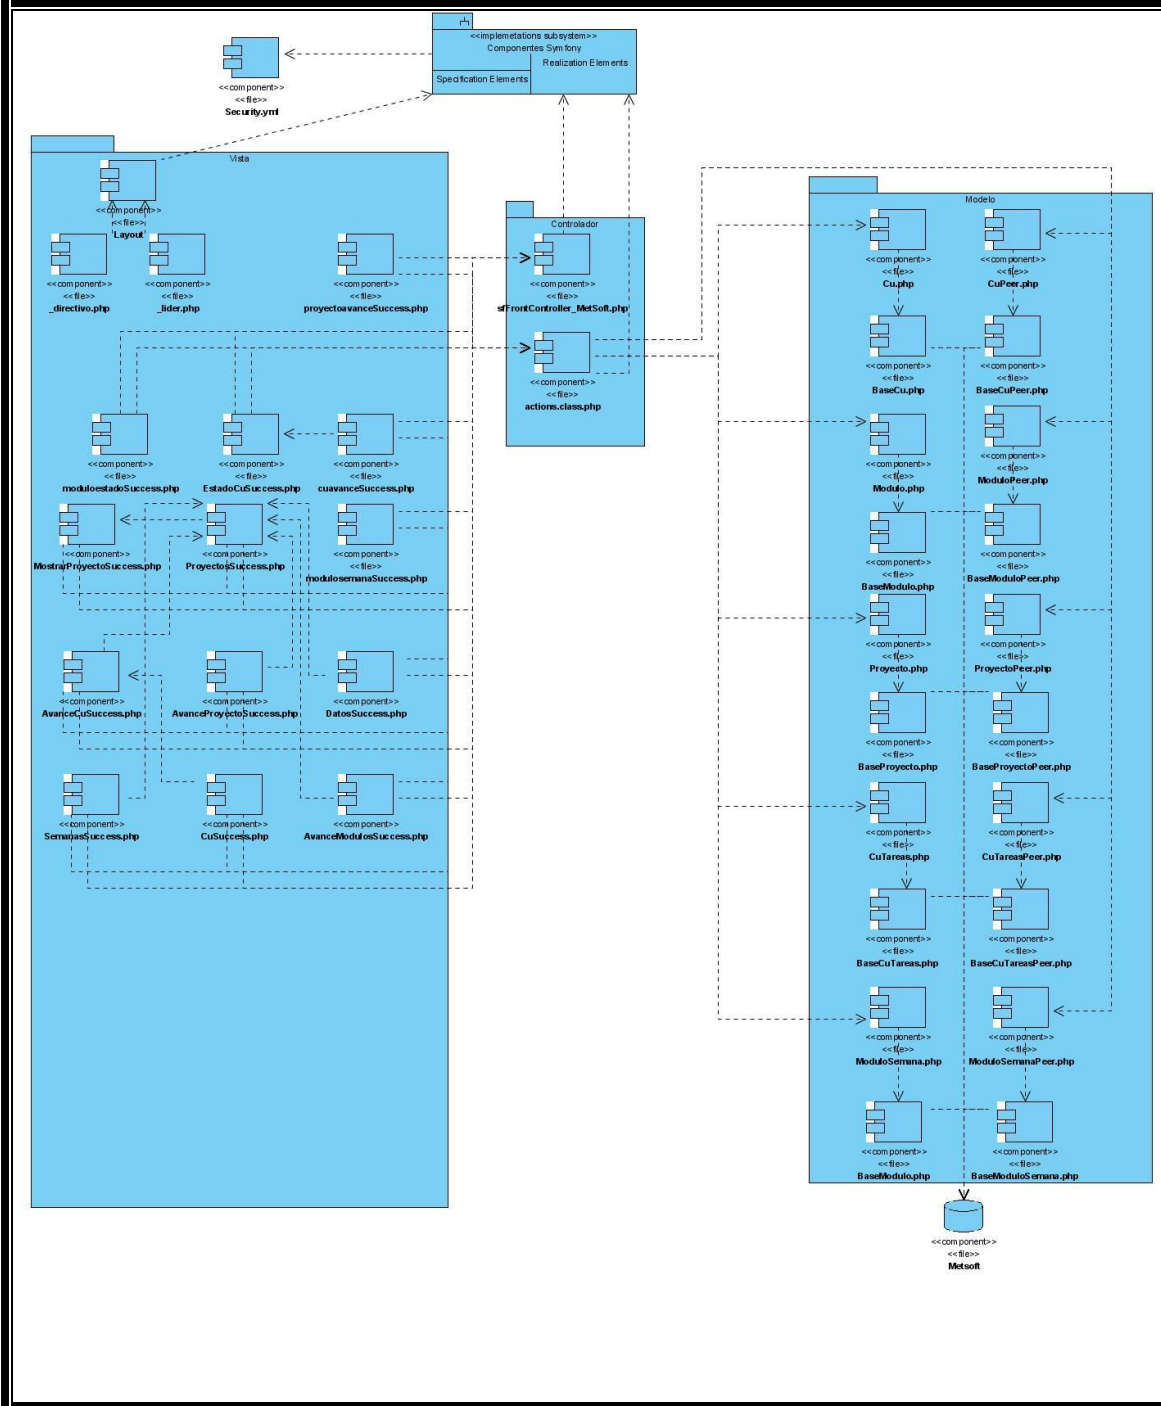 <<implemetations subsystem>>
Componentes Symfony
Realization Elements
Specification Elements
<<component>>
<<file>>
Security.yml
Vista
<<component>>
<<file>>
Layout
<<component>>
<<file>>
_directivo.php
<<component>>
<<file>>
_lider.php
<<component>>
<<file>>
proyectoavanceSuccess.php
<<component>>
<<file>>
moduloestadoSuccess.php
<<component>>
<<file>>
EstadoCuSuccess.php
<<component>>
<<file>>
cuavanceSuccess.php
<<component>>
MostrarProyectoSuccess.php
<<component>>
ProyectosSuccess.php
<<component>>
<<file>>
modulosemanaSuccess.php
<<component>>
AvanceCuSuccess.php
<<component>>
AvanceProyectoSuccess.php
<<component>>
DatosSuccess.php
<<component>>
SemanasSuccess.php
<<component>>
CuSuccess.php
<<component>>
AvanceModulosSuccess.php
Controlador
<<component>>
<<file>>
sfFrontController_MetSoft.php
<<component>>
<<file>>
actions.class.php
Modelo
<<component>>
<<file>>
Cu.php
<<component>>
<<file>>
CuPeer.php
<<component>>
<<file>>
BaseCu.php
<<component>>
<<file>>
BaseCuPeer.php
<<component>>
<<file>>
Modulo.php
<<component>>
<<file>>
ModuloPeer.php
<<component>>
<<file>>
BaseModulo.php
<<component>>
<<file>>
BaseModuloPeer.php
<<component>>
<<file>>
Proyecto.php
<<component>>
<<file>>
ProyectoPeer.php
<<component>>
<<file>>
BaseProyecto.php
<<component>>
<<file>>
BaseProyectoPeer.php
<<component>>
<<file>>
CuTareas.php
<<component>>
<<file>>
CuTareasPeer.php
<<component>>
<<file>>
BaseCuTareas.php
<<component>>
<<file>>
BaseCuTareasPeer.php
<<component>>
<<file>>
ModuloSemana.php
<<component>>
<<file>>
ModuloSemanaPeer.php
<<component>>
<<file>>
BaseModulo.php
<<component>>
<<file>>
BaseModuloSemana.php
<<component>>
<<file>>
Metsoft